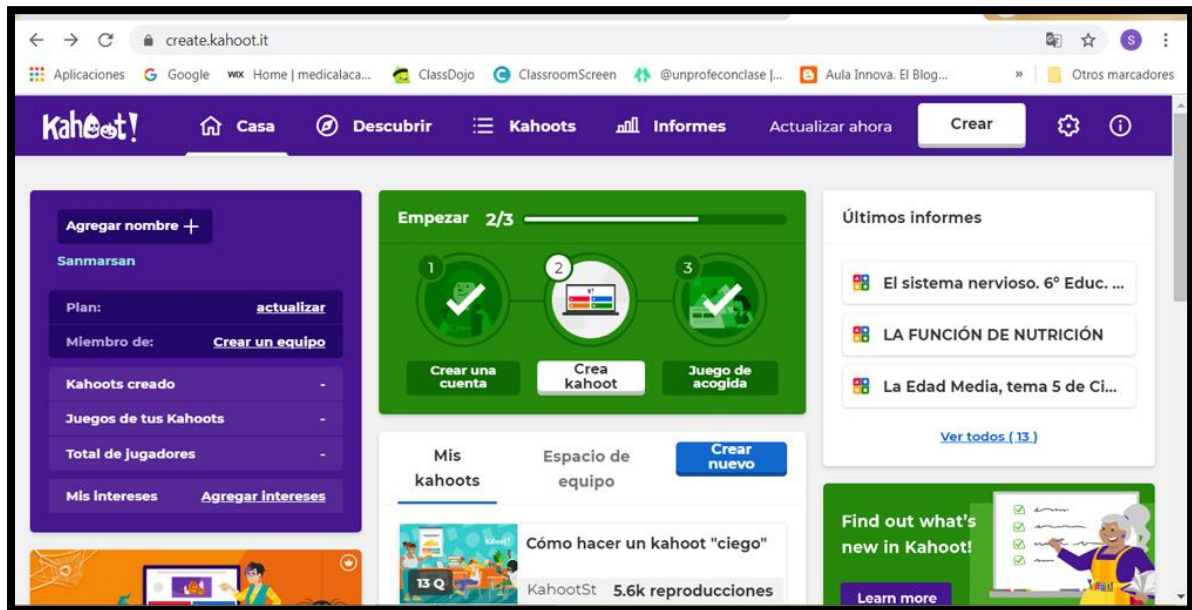 create.kahoot.it
S
Aplicaciones G Google WIX Home | medicalaca... ClassDojo ClassroomScreen @unprofeconclase |... Aula Innova. El Blog... » Otros marcadores
Kahoot! Casa Descubrir Kahoots Informes Actualizar ahora Crear
Agregar nombre +
Sanmarsan
Plan: actualizar
Miembro de: Crear un equipo
Kahoots creado -
Juegos de tus Kahoots -
Total de jugadores -
Mis intereses Agregar intereses
Empezar 2/3
1 2 3
Crear una cuenta
Crea kahoot
Juego de acogida
Mis kahoots
Espacio de equipo
Crear nuevo
13 Q
Cómo hacer un kahoot "ciego"
KahootSt 5.6k reproducciones
Últimos informes
El sistema nervioso. 6º Educ. ...
LA FUNCIÓN DE NUTRICIÓN
La Edad Media, tema 5 de Ci...
Ver todos ( 13 )
Find out what's
new in Kahoot!
Learn more